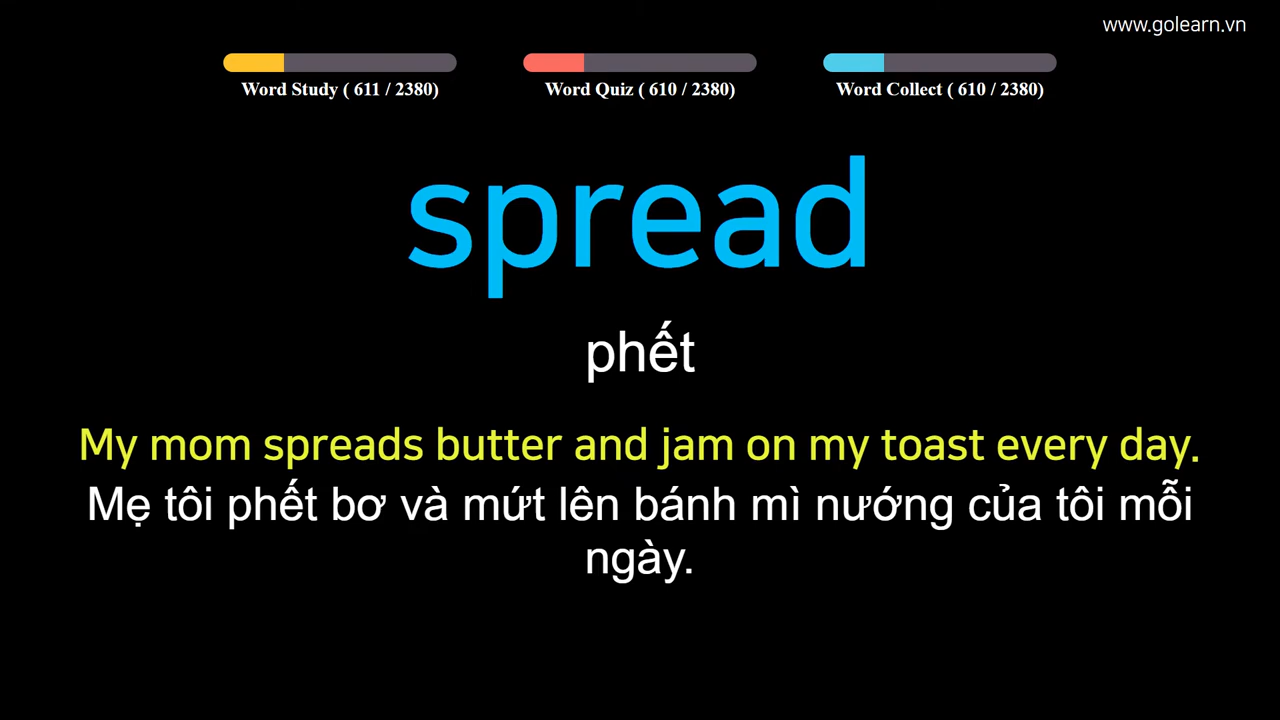 www.golearn.vn
Word Study ( 611 / 2380)
Word Quiz ( 610 / 2380)
Word Collect ( 610 / 2380)
spread
phết
My mom spreads butter and jam on my toast every day.
Mẹ tôi phết bơ và mứt lên bánh mì nướng của tôi mỗi
ngày.